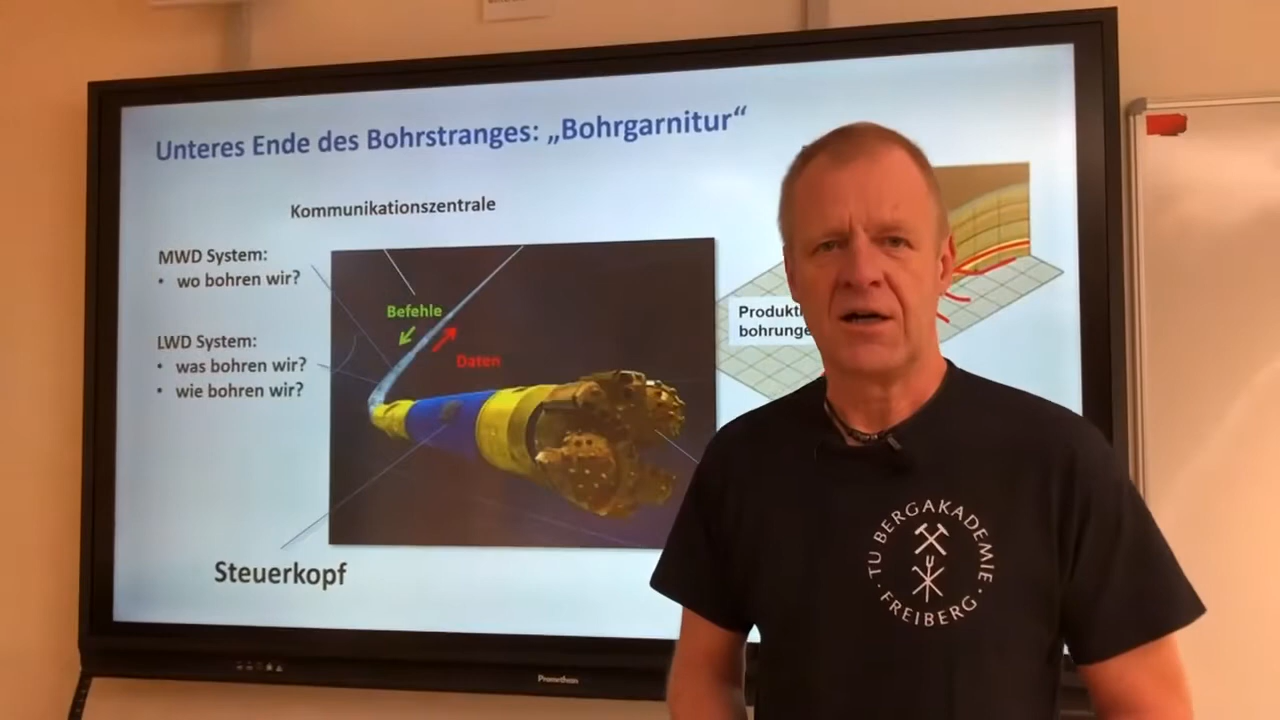 Unteres Ende des Bohrstranges: „Bohrgarnitur“
Kommunikationszentrale
MWD System:
• wo bohren wir?
LWD System:
• was bohren wir?
• wie bohren wir?
Befehle
Daten
Steuerkopf
Produkti
bohrunge
TU BERGAKADEMIE
· FREIBERG ·
Promethean